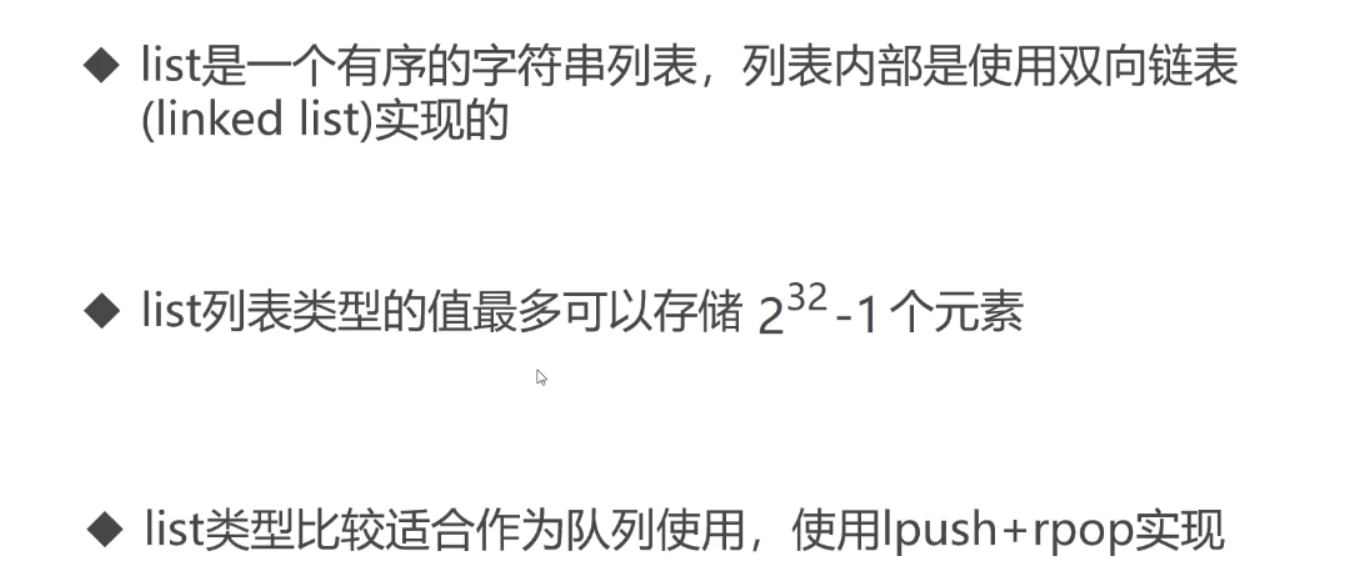 ◆ list是一个有序的字符串列表，列表内部是使用双向链表
(linked list)实现的
◆ list列表类型的值最多可以存储 2³² -1 个元素
◆ list类型比较适合作为队列使用，使用lpush+rpop实现